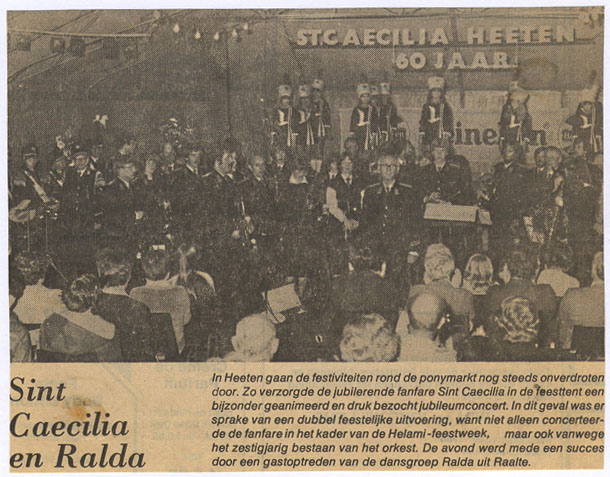 ST.CAECILIA HEETEN
60 JAAR
Sint
Caecilia
en Ralda
In Heeten gaan de festiviteiten rond de ponymarkt nog steeds onverdroten
door. Zo verzorgde de jubilerende fanfare Sint Caecilia in de feesttent een
bijzonder geanimeerd en druk bezocht jubileumconcert. In dit geval was er
sprake van een dubbel feestelijke uitvoering, want niet alleen concerteer-
de de fanfare in het kader van de Helami-feestweek, maar ook vanwege
het zestigjarig bestaan van het orkest. De avond werd mede een succes
door een gastoptreden van de dansgroep Ralda uit Raalte.